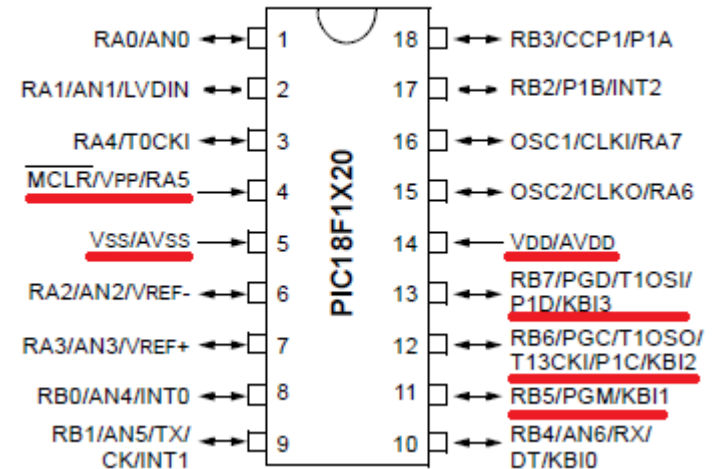 RA0/AN0 1 18 RB3/CCP1/P1A
RA1/AN1/LVDIN 2 17 RB2/P1B/INT2
RA4/T0CKI 3 16 OSC1/CLKI/RA7
MCLR/VPP/RA5 4 15 OSC2/CLKO/RA6
VSS/AVSS 5 14 VDD/AVDD
PIC18F1X20
RA2/AN2/VREF- 6 13 RB7/PGD/T1OSI/
P1D/KBI3
RA3/AN3/VREF+ 7 12 RB6/PGC/T1OSO/
T13CKI/P1C/KBI2
RB0/AN4/INT0 8 11 RB5/PGM/KBI1
RB1/AN5/TX/ 9 10 RB4/AN6/RX/
CK/INT1 DT/KBI0